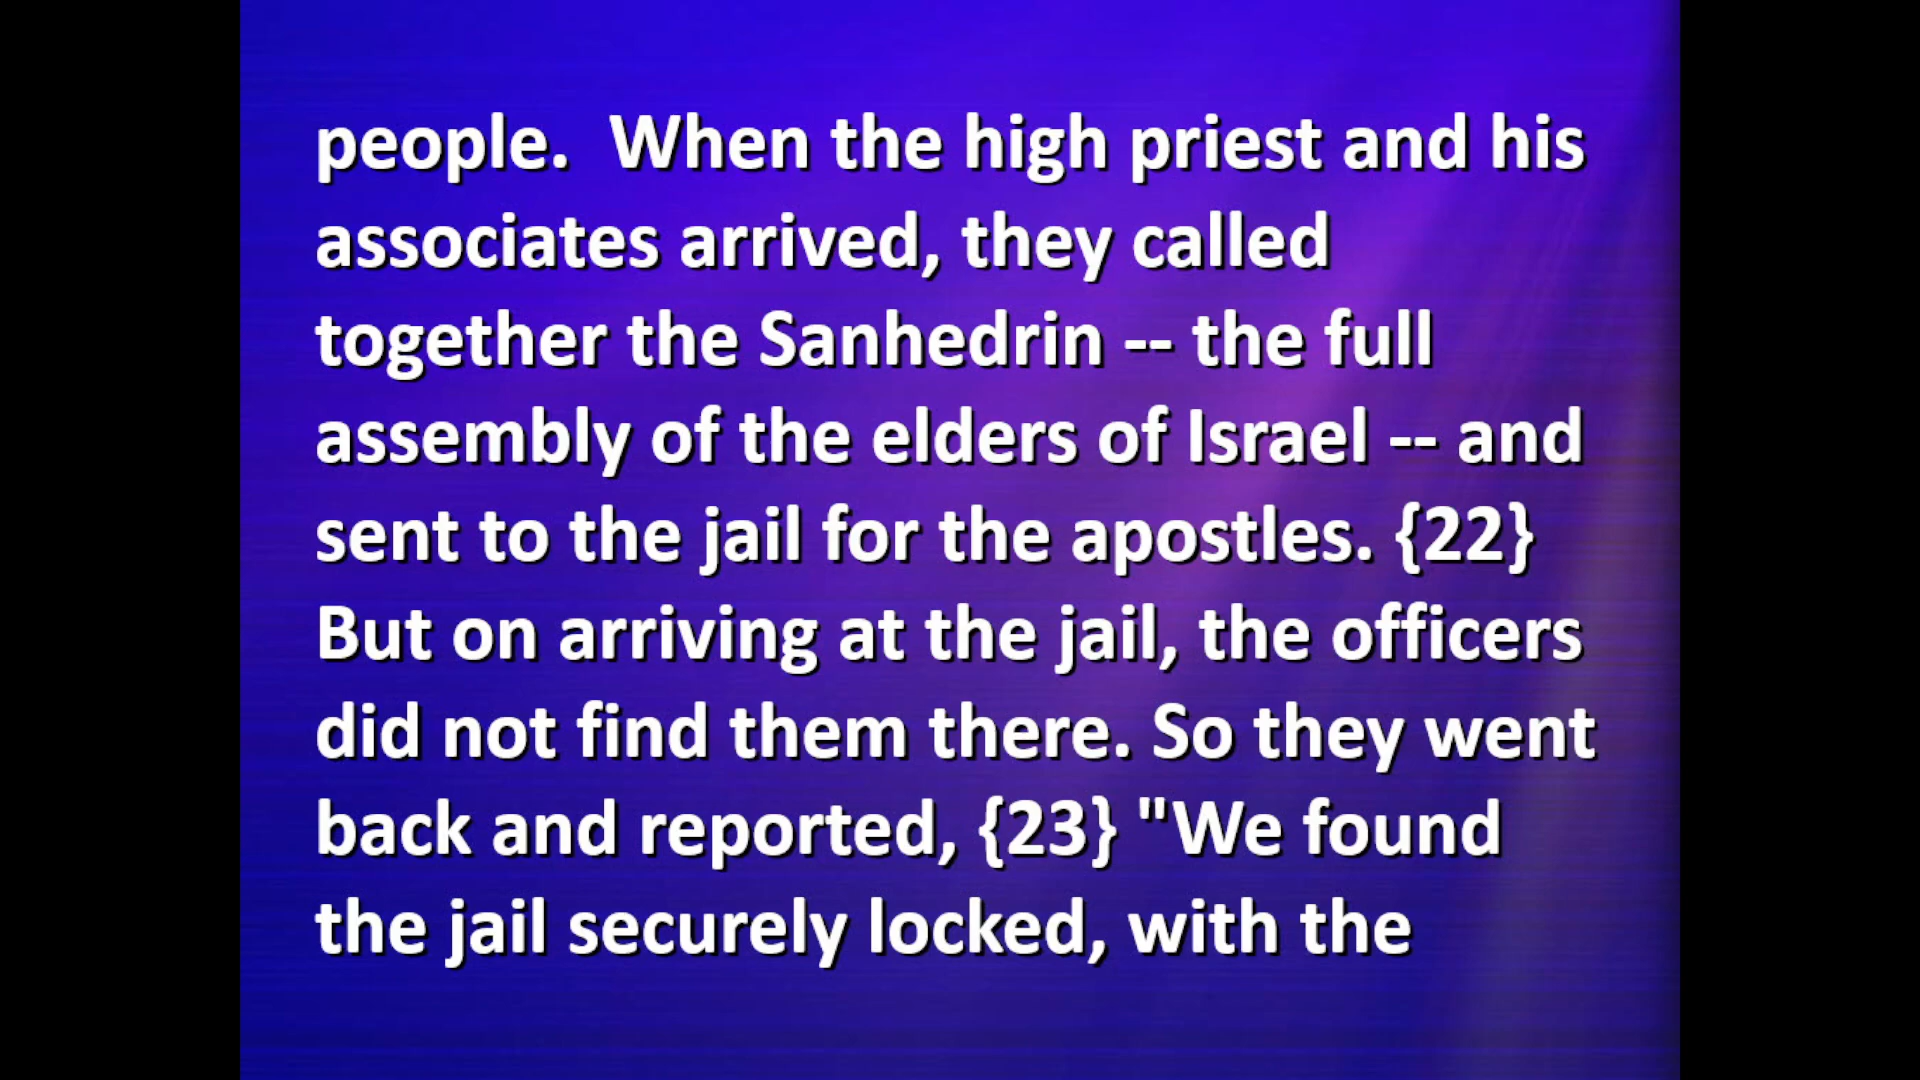 people.  When the high priest and his
associates arrived, they called
together the Sanhedrin -- the full
assembly of the elders of Israel -- and
sent to the jail for the apostles. {22}
But on arriving at the jail, the officers
did not find them there. So they went
back and reported, {23} "We found
the jail securely locked, with the